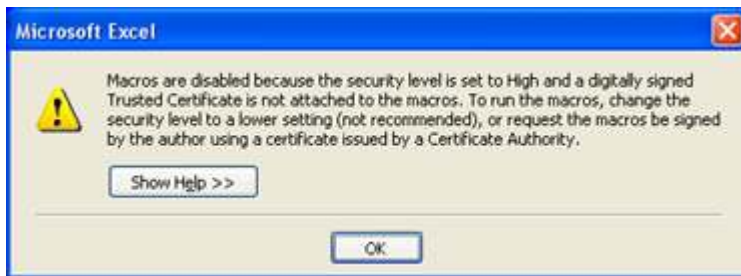 Microsoft Excel
Macros are disabled because the security level is set to High and a digitally signed
Trusted Certificate is not attached to the macros. To run the macros, change the
security level to a lower setting (not recommended), or request the macros be signed
by the author using a certificate issued by a Certificate Authority.
Show Help >>
OK